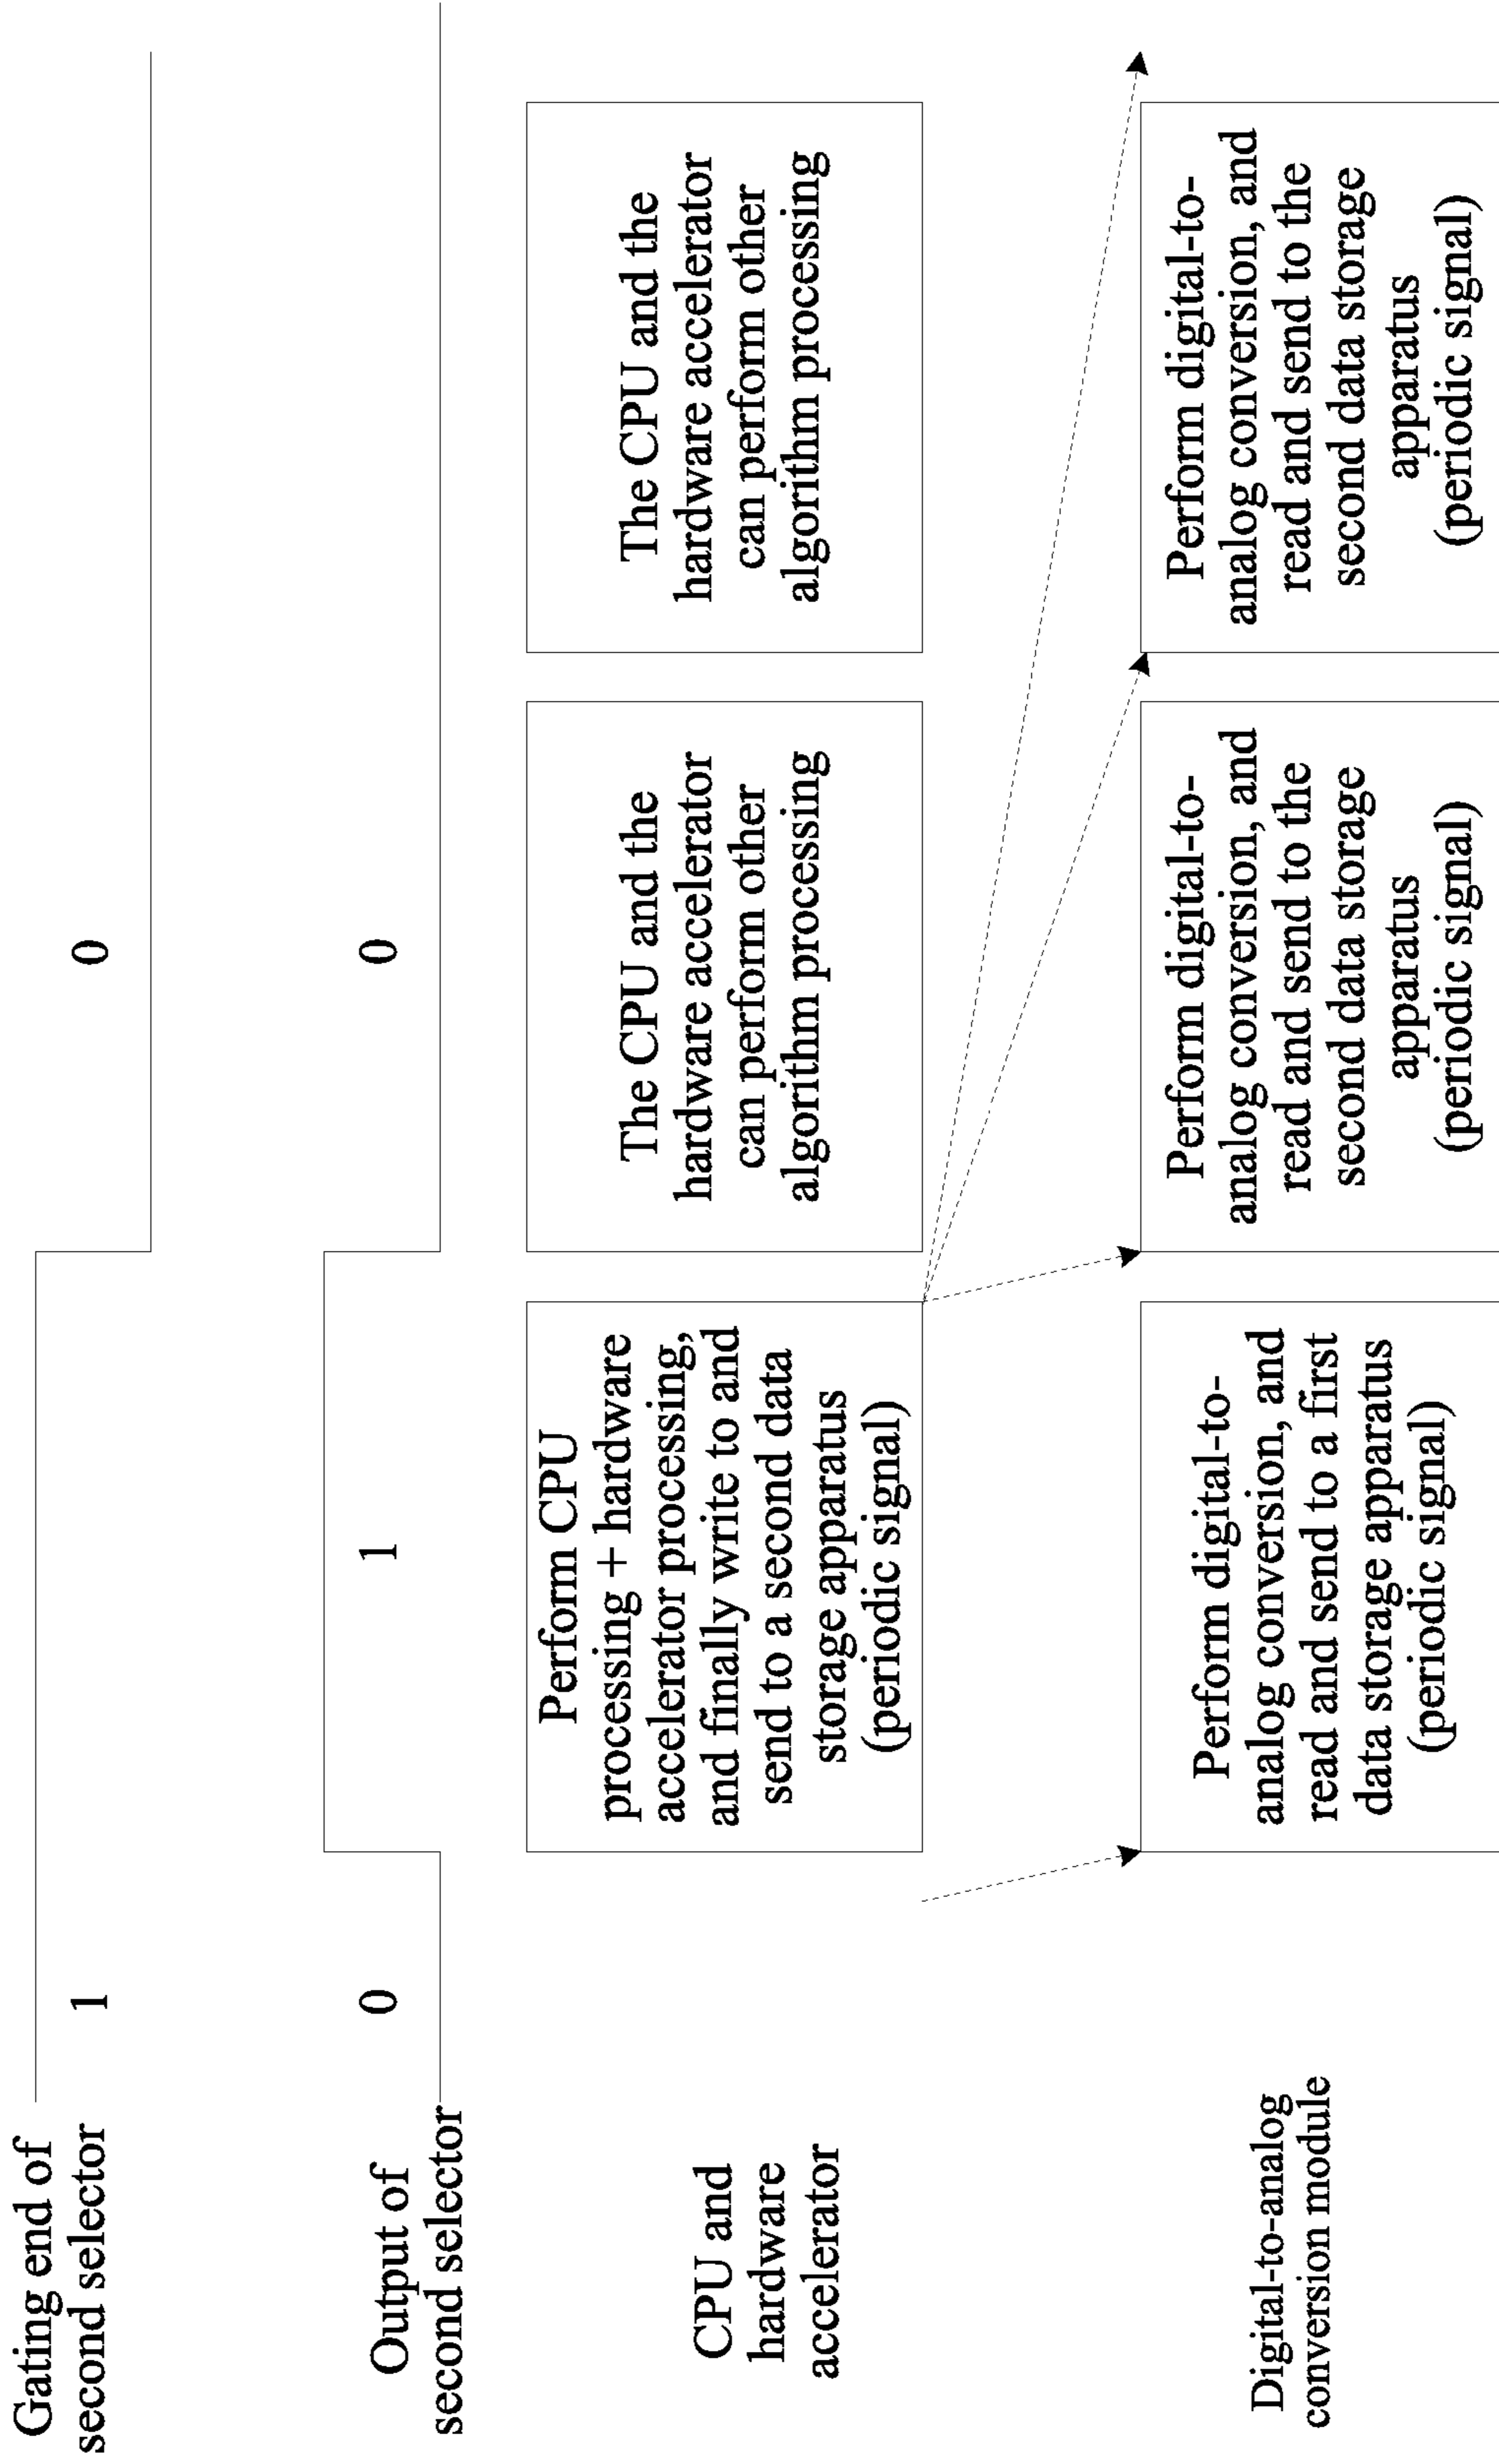 Gating end of
second selector
1
0
Output of
second selector
0
1
0
CPU and
hardware
accelerator
Perform CPU
processing + hardware
accelerator processing,
and finally write to and
send to a second data
storage apparatus
(periodic signal)
The CPU and the
hardware accelerator
can perform other
algorithm processing
The CPU and the
hardware accelerator
can perform other
algorithm processing
Digital-to-analog
conversion module
Perform digital-to-
analog conversion, and
read and send to a first
data storage apparatus
(periodic signal)
Perform digital-to-
analog conversion, and
read and send to the
second data storage
apparatus
(periodic signal)
Perform digital-to-
analog conversion, and
read and send to the
second data storage
apparatus
(periodic signal)